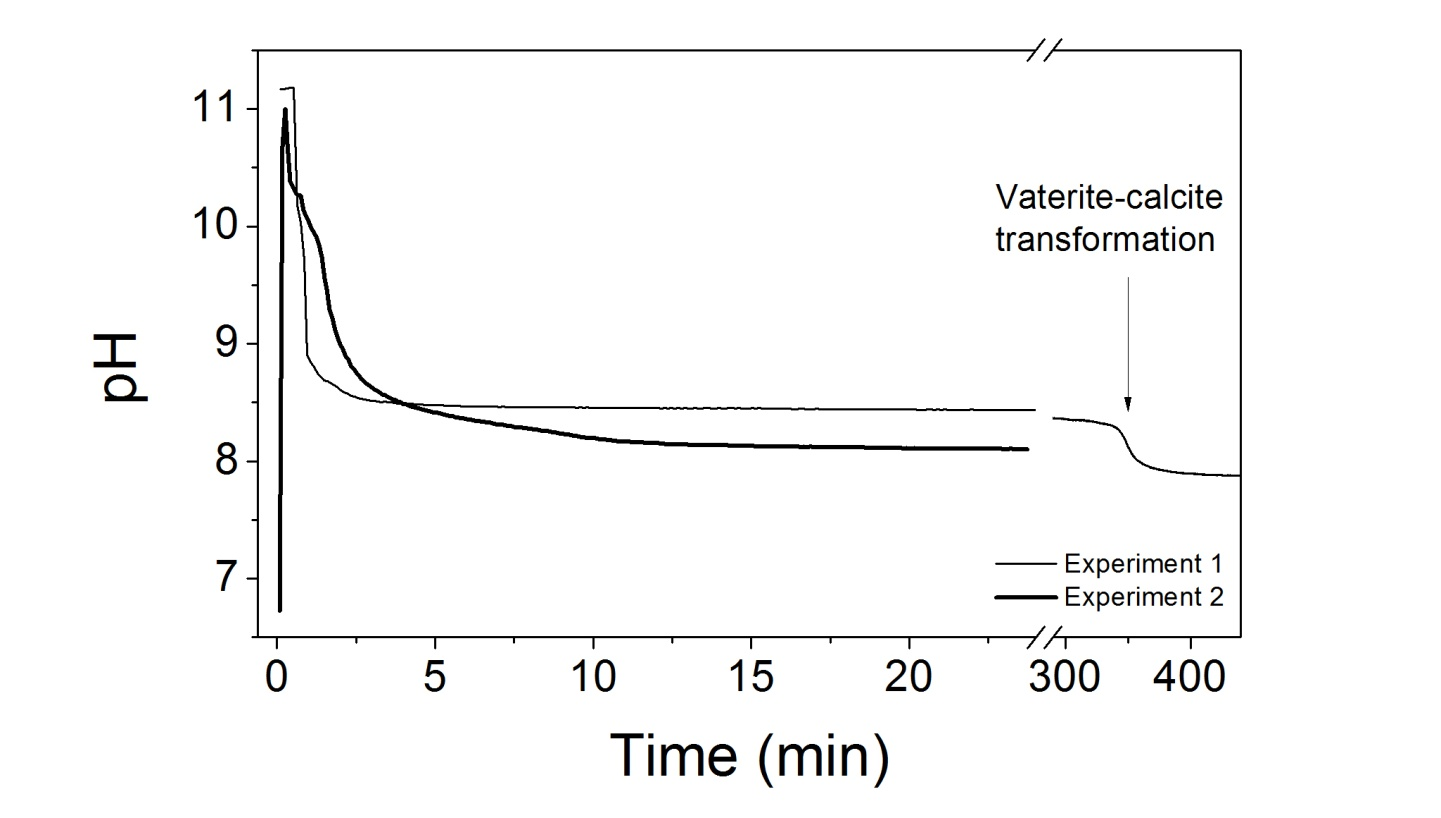 11
10
9
8
7
pH
Vaterite-calcite
transformation
Experiment 1
Experiment 2
0 5 10 15 20 300 400
Time (min)